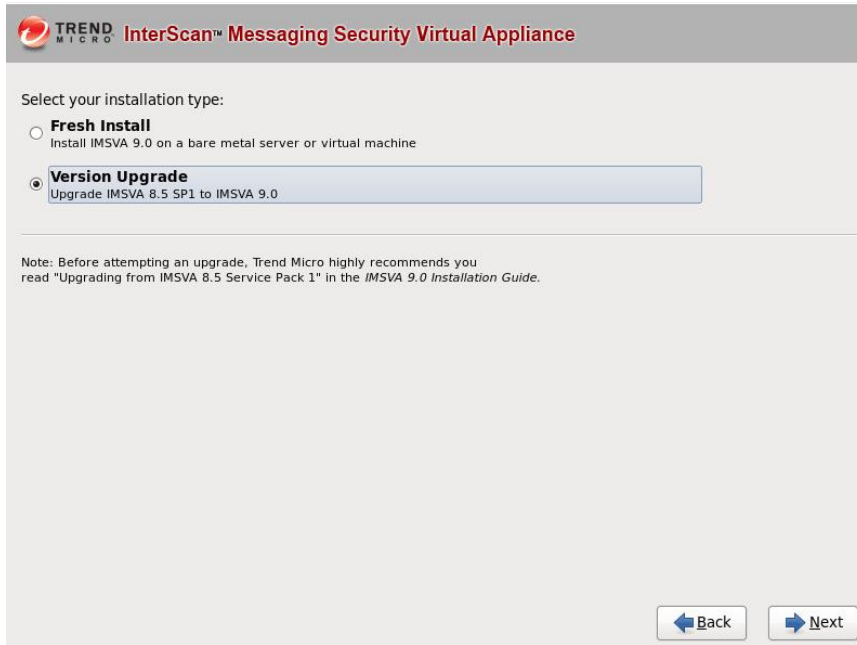 TREND MICRO InterScan™ Messaging Security Virtual Appliance
Select your installation type:
Fresh Install
Install IMSVA 9.0 on a bare metal server or virtual machine
Version Upgrade
Upgrade IMSVA 8.5 SP1 to IMSVA 9.0
Note: Before attempting an upgrade, Trend Micro highly recommends you
read "Upgrading from IMSVA 8.5 Service Pack 1" in the IMSVA 9.0 Installation Guide.
Back Next